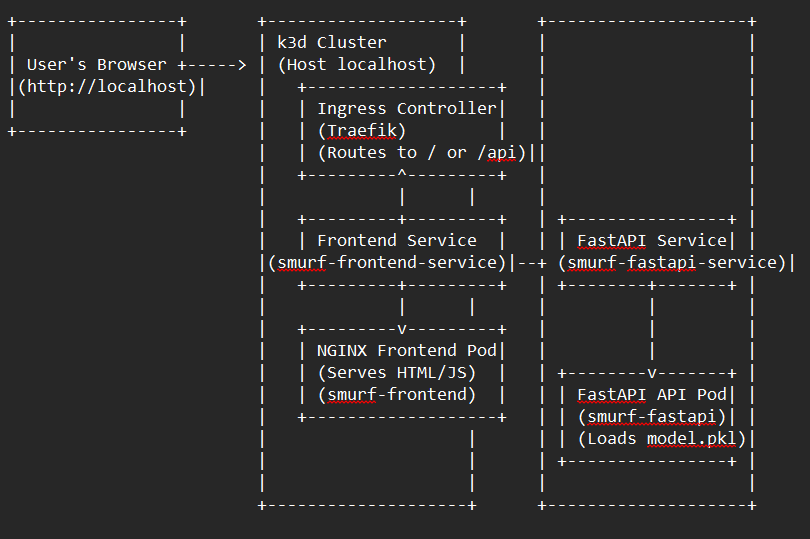 +----------------+       +-------------------+       +--------------------+
|                |       | k3d Cluster       |       |                    |
| User's Browser +-----> | (Host localhost)  |       |                    |
|(http://localhost)|     |   +-------------------+   |                    |
|                |       |   | Ingress Controller|   |                    |
+----------------+       |   | (Traefik)         |   |                    |
                         |   | (Routes to / or /api)||                    |
                         |   +---------^---------+   |                    |
                         |             |      |      |                    |
                         |   +---------+---------+   | +----------------+ |
                         |   | Frontend Service  |   | | FastAPI Service| |
                         |(smurf-frontend-service)|--+ (smurf-fastapi-service)|
                         |   +---------+---------+   | +--------+-------+ |
                         |             |      |      |          |         |
                         |   +---------v---------+   |          |         |
                         |   | NGINX Frontend Pod|   |          |         |
                         |   | (Serves HTML/JS)  |   | +--------v-------+ |
                         |   | (smurf-frontend)  |   | | FastAPI API Pod| |
                         |   +-------------------+   | | (smurf-fastapi)| |
                         |                    |      | | (Loads model.pkl)|
                         |                    |      | +----------------+ |
                         |                    |      |                    |
                         +--------------------+      +--------------------+